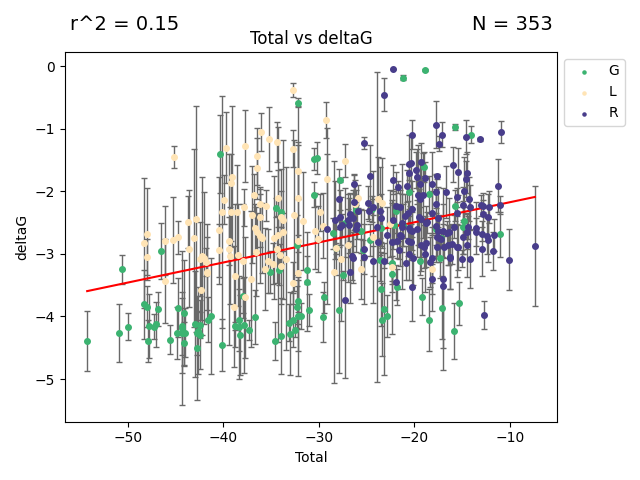 r^2 = 0.15
N = 353
Total vs deltaG
G
L
R
0
−1
−2
−3
−4
−5
deltaG
−50
−40
−30
−20
−10
Total